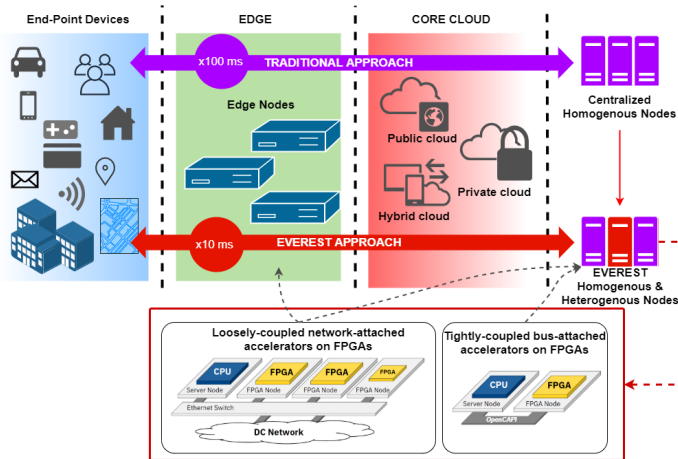 End-Point Devices
EDGE
CORE CLOUD
x100 ms
TRADITIONAL APPROACH
Centralized
Homogenous Nodes
Edge Nodes
Public cloud
Private cloud
Hybrid cloud
x10 ms
EVEREST APPROACH
EVEREST
Homogenous &
Heterogenous Nodes
Loosely-coupled network-attached
accelerators on FPGAs
CPU
FPGA
FPGA
FPGA
Server Node
FPGA Node
FPGA Node
FPGA Node
Ethernet Switch
DC Network
Tightly-coupled bus-attached
accelerators on FPGAs
CPU
FPGA
Server Node
FPGA Node
OpenCAPI